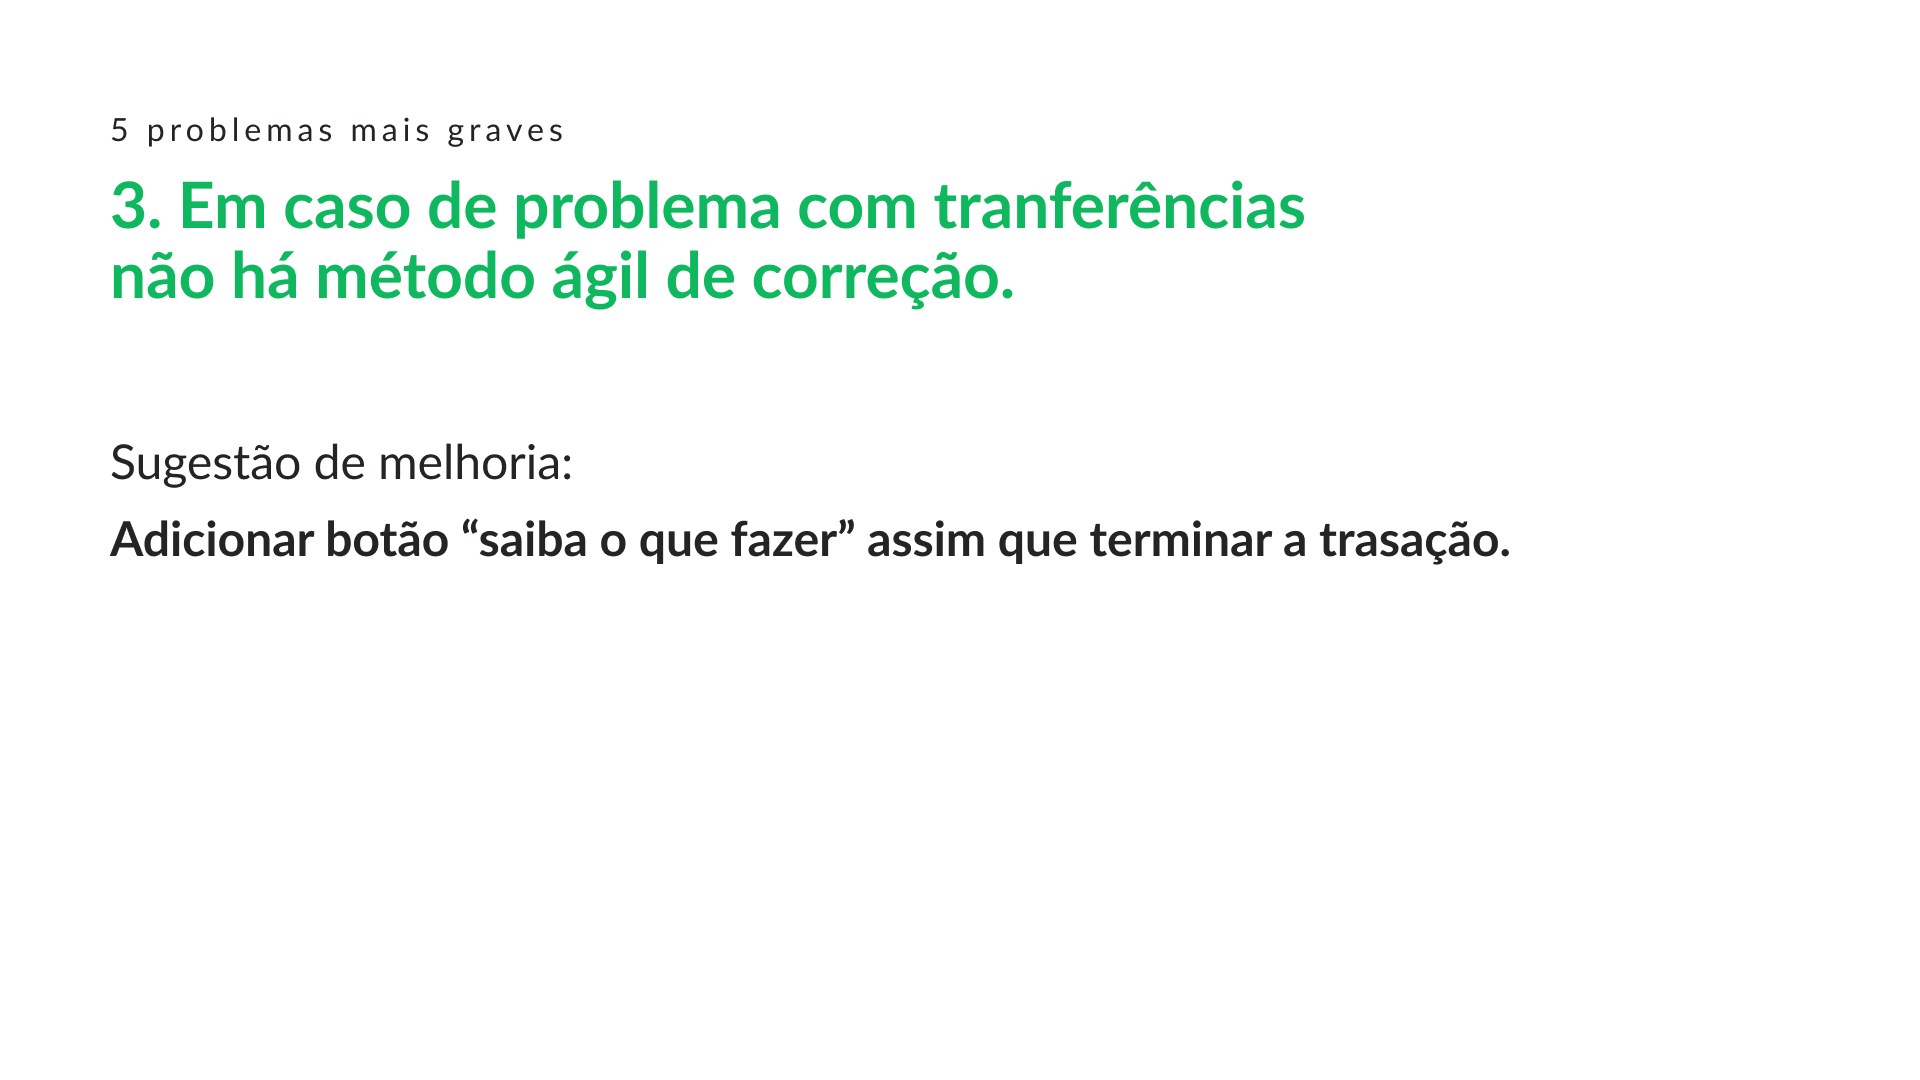 5 problemas mais graves
3. Em caso de problema com tranferências
não há método ágil de correção.
Sugestão de melhoria:
Adicionar botão “saiba o que fazer” assim que terminar a trasação.